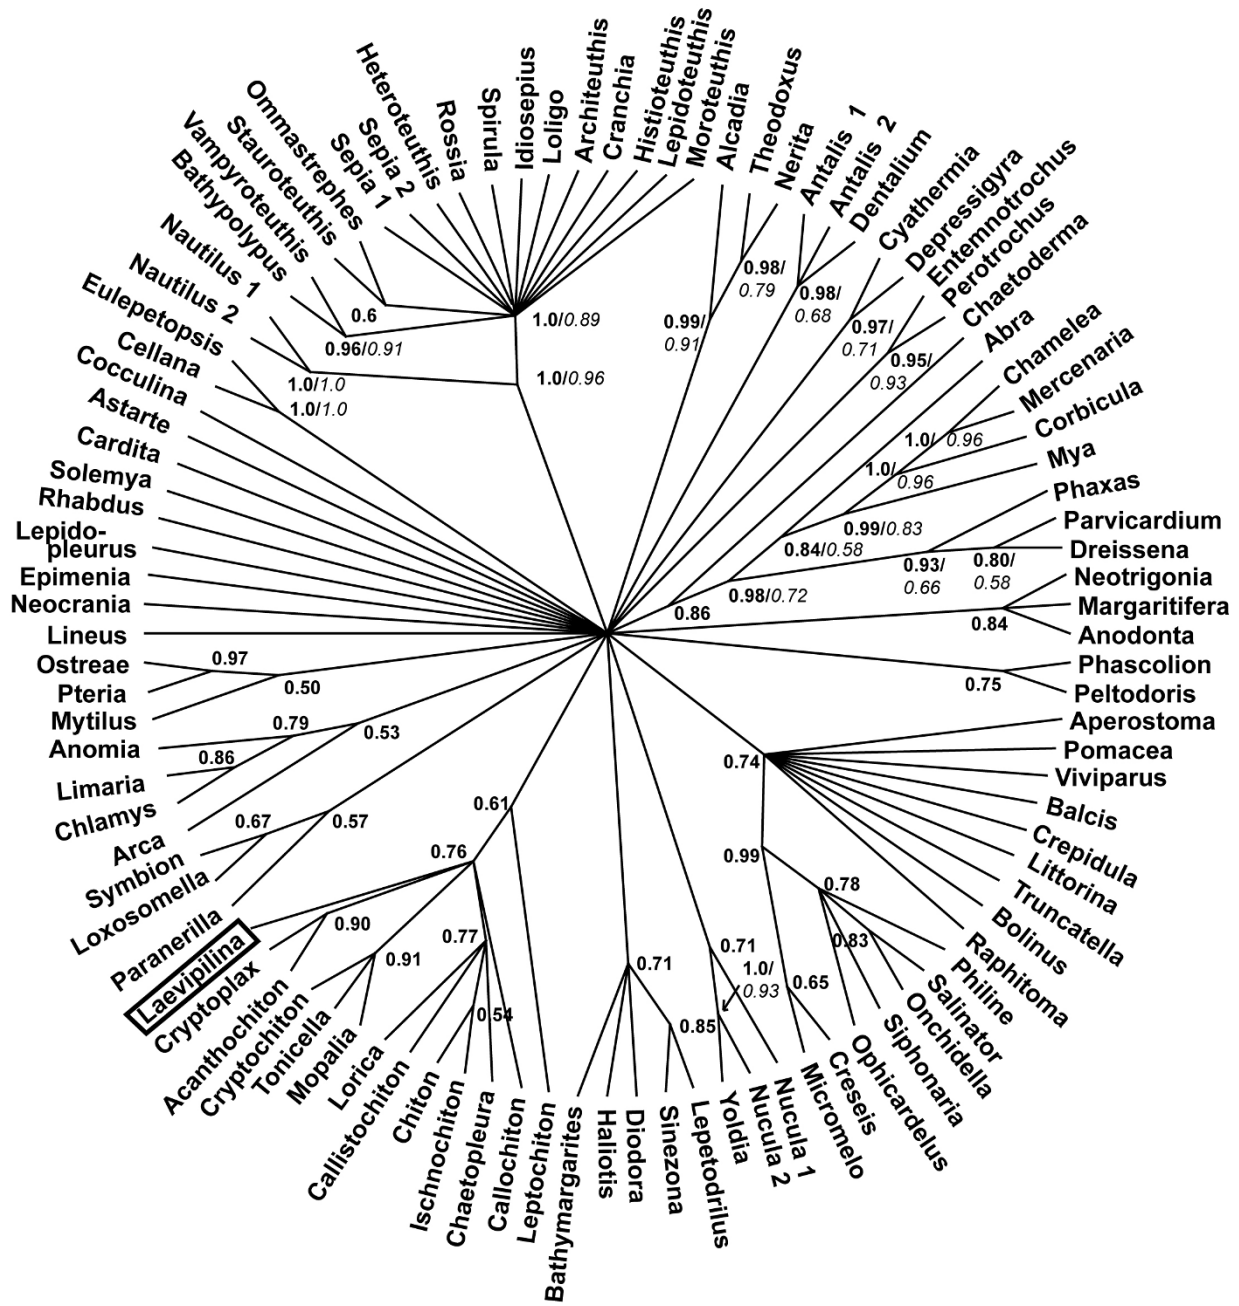 Heteroteuthis
Rossia
Spirula
Idiosepius
Loligo
Architeuthis
Cranchia
Histioteuthis
Lepidoteuthis
Moroteuthis
Alcadia
Theodoxus
Nerita
Antalis 1
Antalis 2
Dentalium
Cyathermia
Depressigyra
Entemnotrochus
Perotrochus
Chaetoderma
Abra
Chamelea
Mercenaria
Corbicula
Mya
Phaxas
Parvicardium
Dreissena
Neotrigonia
Margaritifera
Anodonta
Phascolion
Peltodoris
Aperostoma
Pomacea
Viviparus
Balcis
Crepidula
Littorina
Truncatella
Bolinus
Raphitoma
Philine
Salinator
Onchidella
Siphonaria
Ophicardelus
Creseis
Micromelo
Nucula 1
Nucula 2
Yoldia
Lepetodrilus
Sinezona
Diodora
Haliotis
Bathymargarites
Leptochiton
Callochiton
Chaetopleura
Ischnochiton
Chiton
Callistochiton
Lorica
Mopalia
Tonicella
Cryptochiton
Acanthochiton
Cryptoplax
Laevipilina
Paranerilla
Loxosomella
Symbion
Arca
Chlamys
Limaria
Anomia
Mytilus
Pteria
Ostreae
Lineus
Neocrania
Epimenia
Lepido-
pleurus
Rhabdus
Solemya
Cardita
Astarte
Cocculina
Cellana
Eulepetopsis
Nautilus 2
Nautilus 1
Bathypolypus
Vampyroteuthis
Stauroteuthis
Ommastrephes
Sepia 1
Sepia 2
0.6
0.96/0.91
1.0/0.89
1.0/1.0
1.0/1.0
1.0/0.96
0.99/
0.91
0.98/
0.79
0.98/
0.68
0.97/
0.71
0.95/
0.93
1.0/0.96
1.0/
0.96
0.99/0.83
0.84/0.58
0.93/
0.66
0.80/
0.58
0.98/0.72
0.86
0.84
0.75
0.74
0.99
0.78
0.83
0.65
0.71
1.0/
0.93
0.71
0.85
0.61
0.76
0.77
0.54
0.90
0.91
0.57
0.67
0.53
0.79
0.86
0.50
0.97